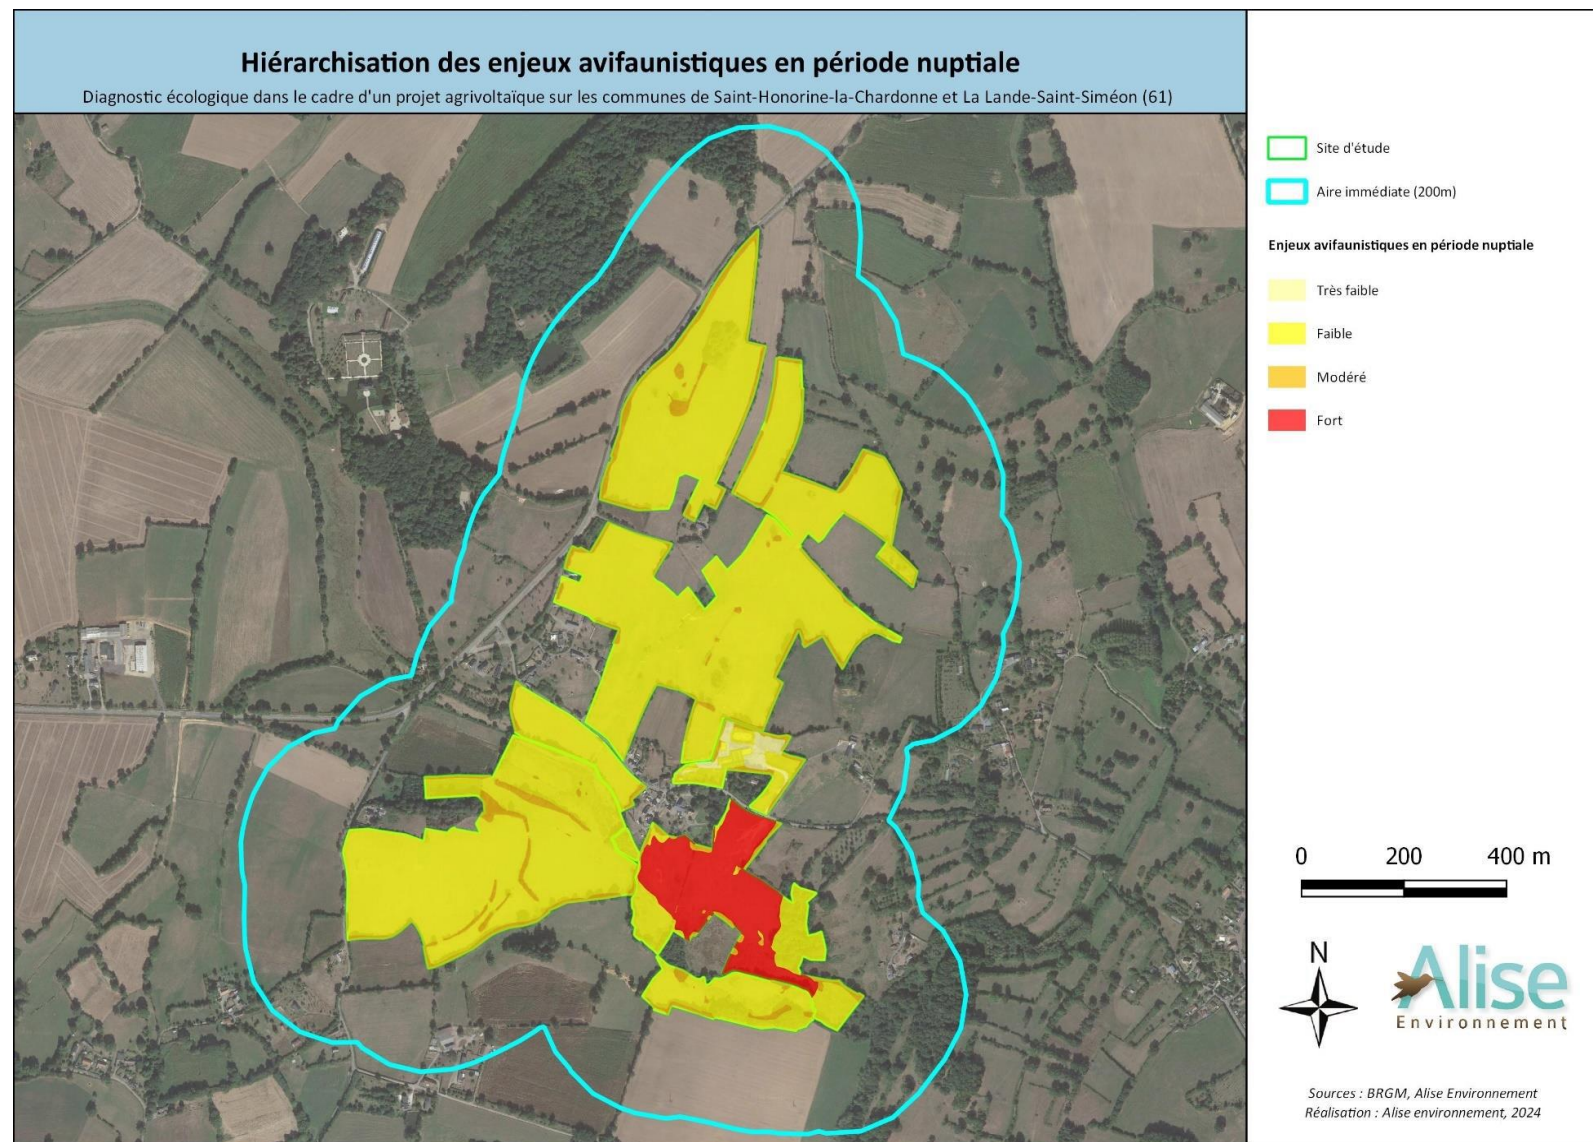 Hiérarchisation des enjeux avifaunistiques en période nuptiale
Diagnostic écologique dans le cadre d'un projet agrivoltaïque sur les communes de Saint-Honorine-la-Chardonne et La Lande-Saint-Siméon (61)
Site d'étude
Aire immédiate (200m)
Enjeux avifaunistiques en période nuptiale
Très faible
Faible
Modéré
Fort
0 200 400 m
N
Alise
Environnement
Sources : BRGM, Alise Environnement
Réalisation : Alise environnement, 2024